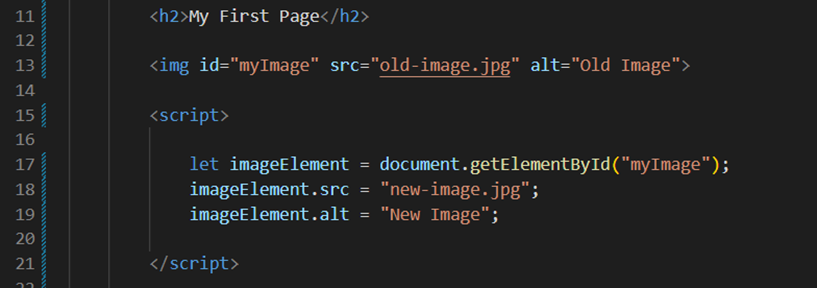 11 <h2>My First Page</h2>
12
13 <img id="myImage" src="old-image.jpg" alt="Old Image">
14
15 <script>
16
17 let imageElement = document.getElementById("myImage");
18 imageElement.src = "new-image.jpg";
19 imageElement.alt = "New Image";
20
21 </script>